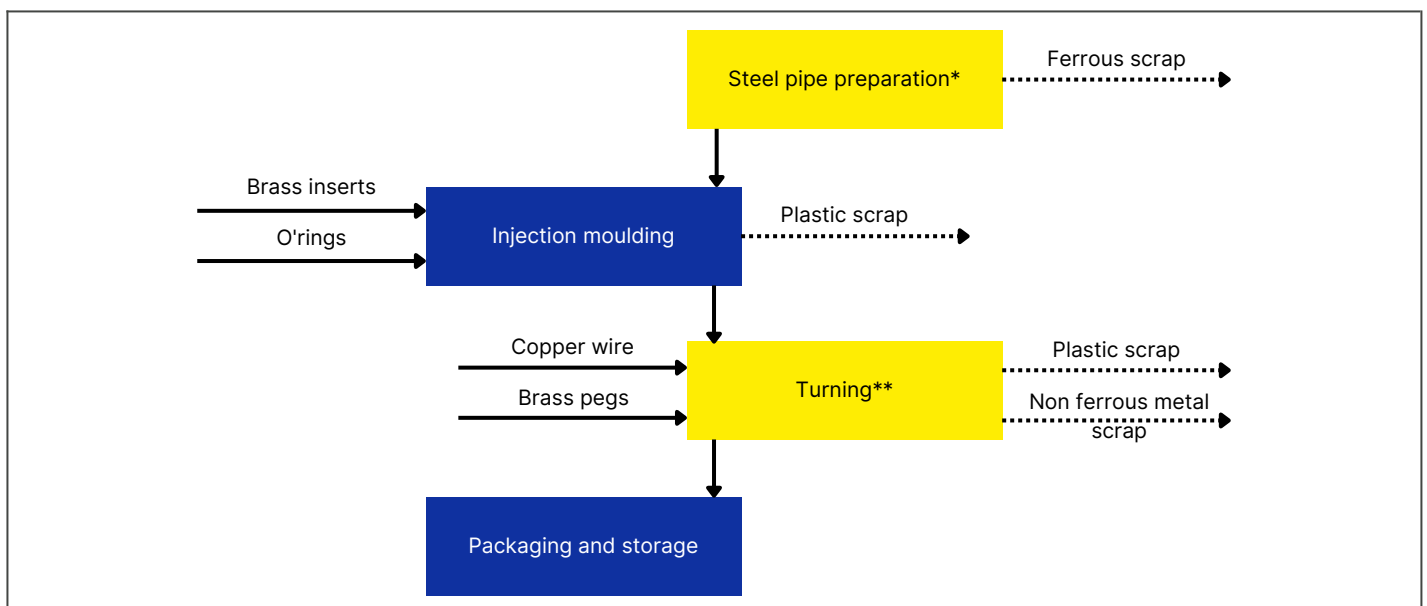 Steel pipe preparation*
Ferrous scrap
Brass inserts
O'rings
Injection moulding
Plastic scrap
Copper wire
Brass pegs
Turning**
Plastic scrap
Non ferrous metal
scrap
Packaging and storage